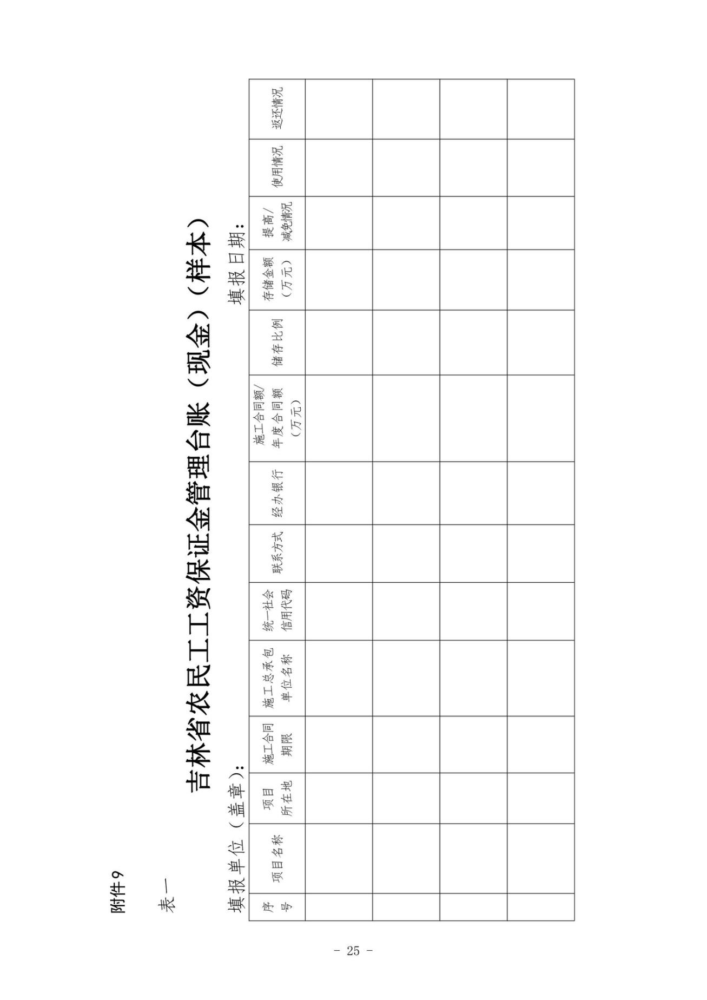 附件9
表一
吉林省农民工工资保证金管理台账（现金）（样本）
填报单位（盖章）： 填报日期：
序
号
项目名称
项目
所在地
施工合同
期限
施工总承包
单位名称
统一社会
信用代码
联系方式
经办银行
施工合同额/
年度合同额
（万元）
储存比例
存储金额
（万元）
提高/
减免情况
使用情况
返还情况
- 25 -